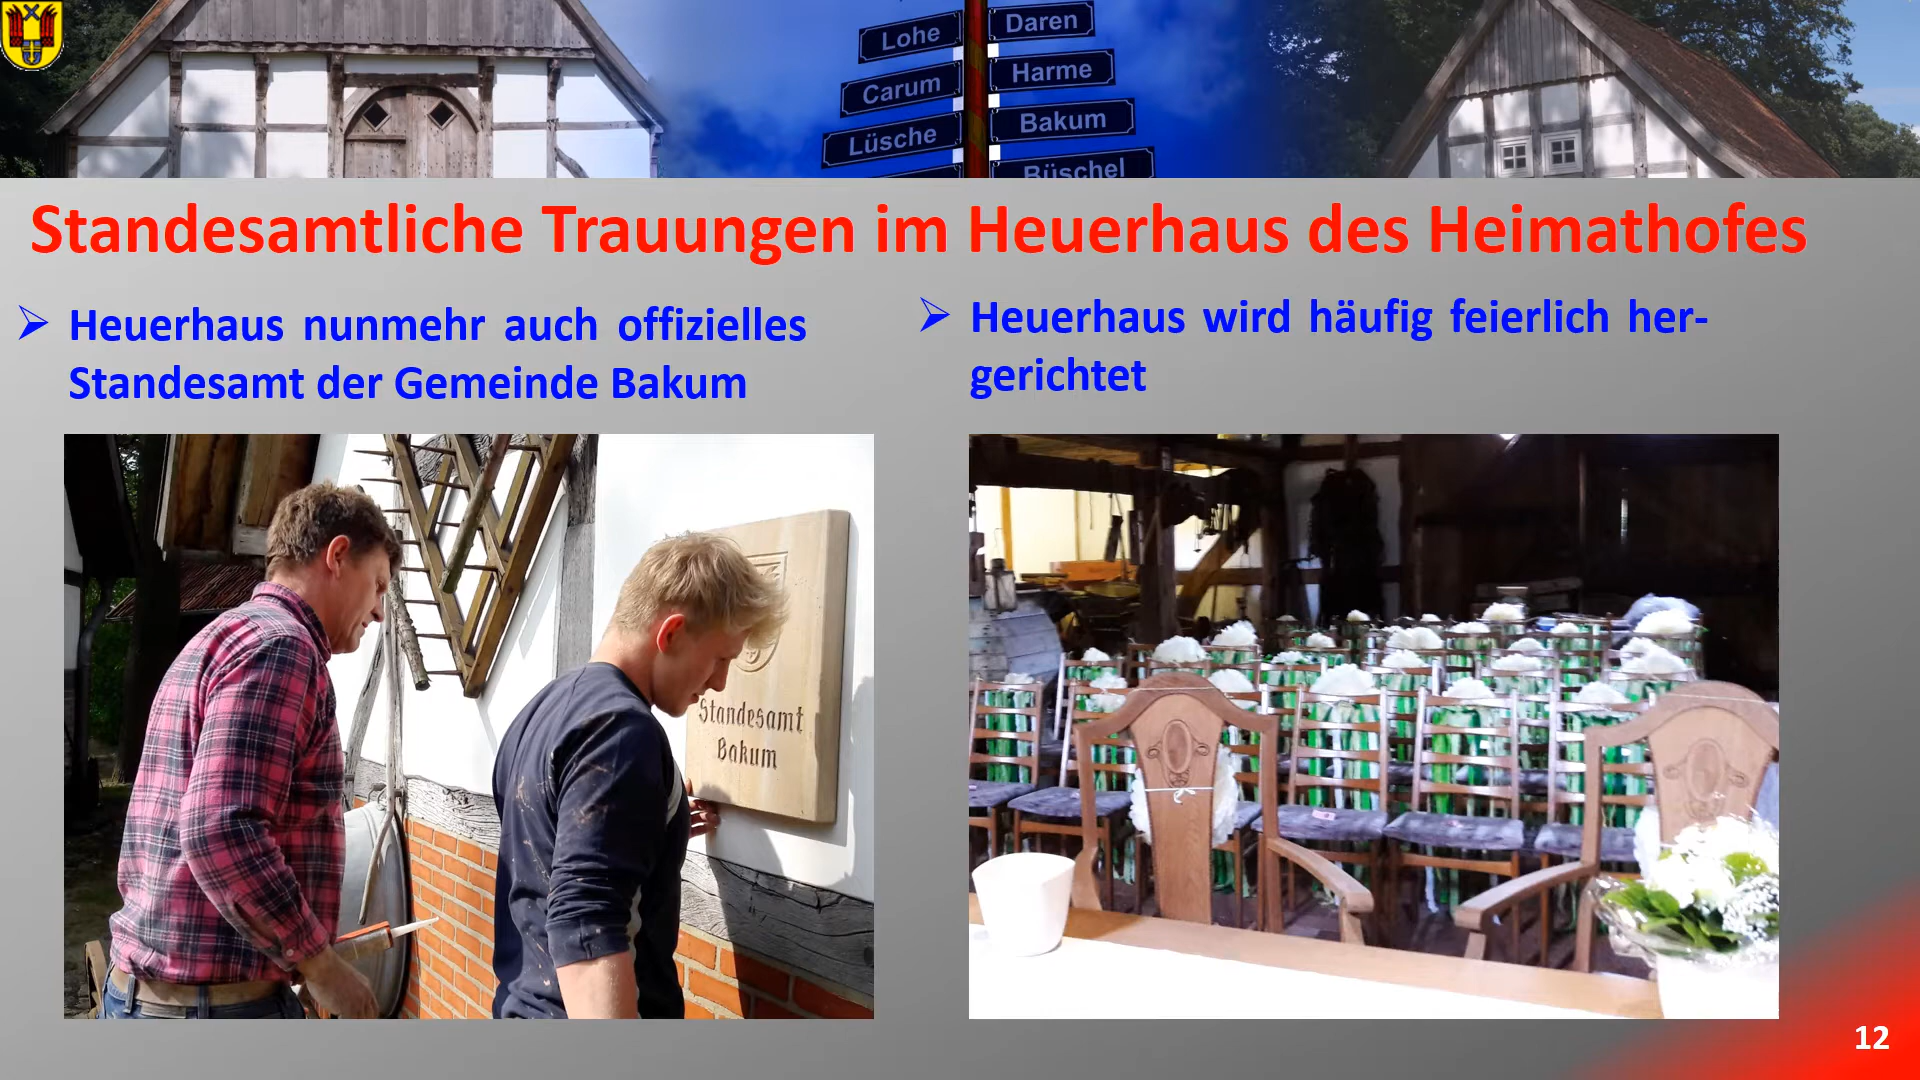 Lohe
Daren
Carum
Harme
Lüsche
Bakum
Büschel
Standesamtliche Trauungen im Heuerhaus des Heimathofes
Heuerhaus nunmehr auch offizielles
Standesamt der Gemeinde Bakum
Heuerhaus wird häufig feierlich her-
gerichtet
Standesamt
Bakum
12